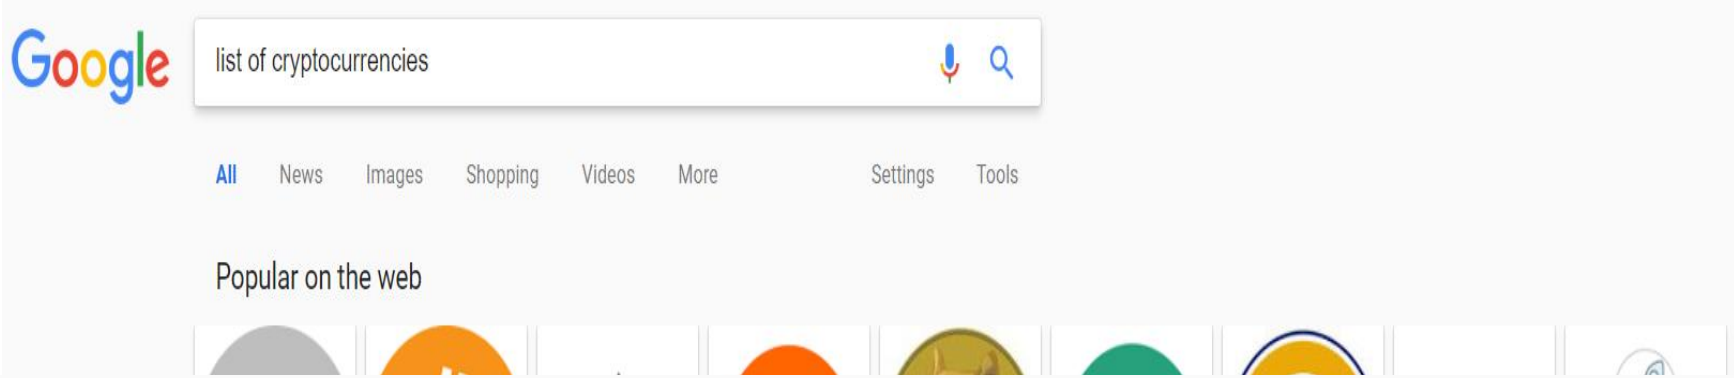 Google
list of cryptocurrencies
All News Images Shopping Videos More Settings Tools
Popular on the web